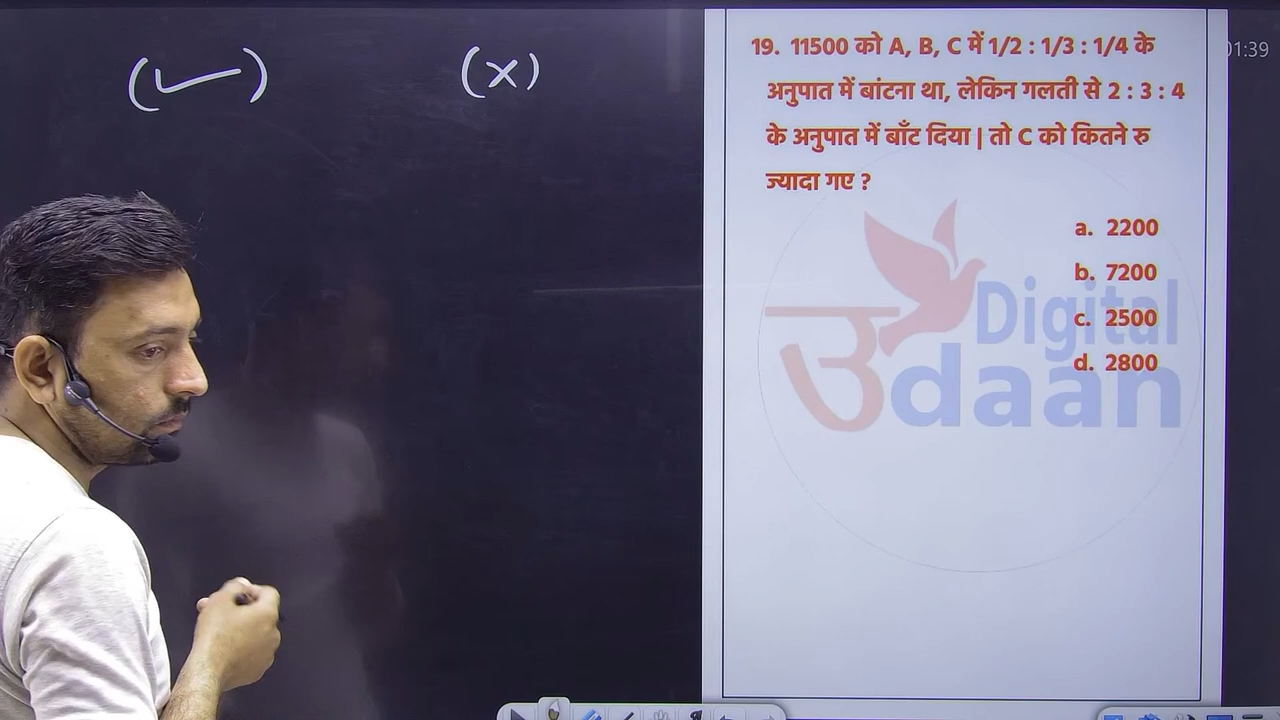 (✓)
(x)
19. 11500 को A, B, C में 1/2 : 1/3 : 1/4 के
अनुपात में बांटना था, लेकिन गलती से 2 : 3 : 4
के अनुपात में बाँट दिया | तो C को कितने रु
ज्यादा गए ?
a. 2200
b. 7200
c. 2500
d. 2800
उ Digital
daan
01:39